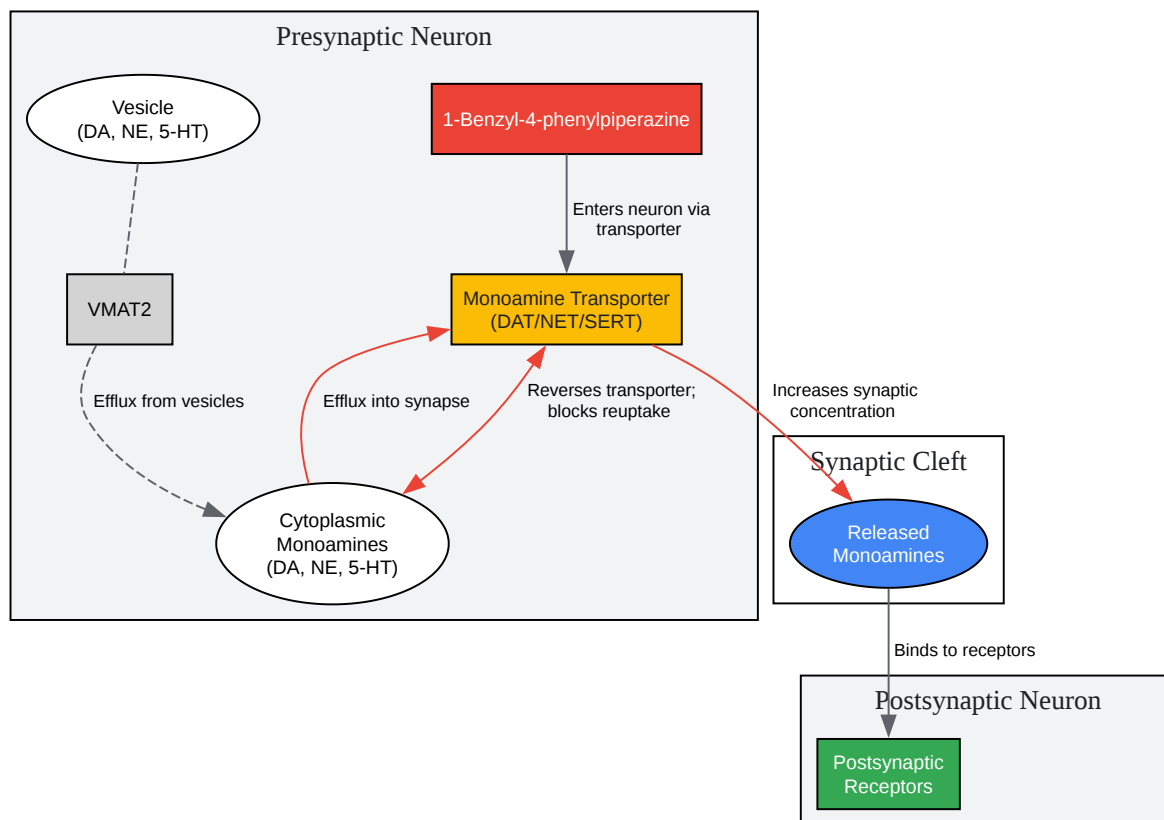 Presynaptic Neuron
Vesicle
(DA, NE, 5-HT)
1-Benzyl-4-phenylpiperazine
Enters neuron via
transporter
VMAT2
Monoamine Transporter
(DAT/NET/SERT)
Efflux from vesicles
Efflux into synapse
Reverses transporter;
blocks reuptake
Increases synaptic
concentration
Synaptic Cleft
Cytoplasmic
Monoamines
(DA, NE, 5-HT)
Released
Monoamines
Binds to receptors
Postsynaptic Neuron
Postsynaptic
Receptors